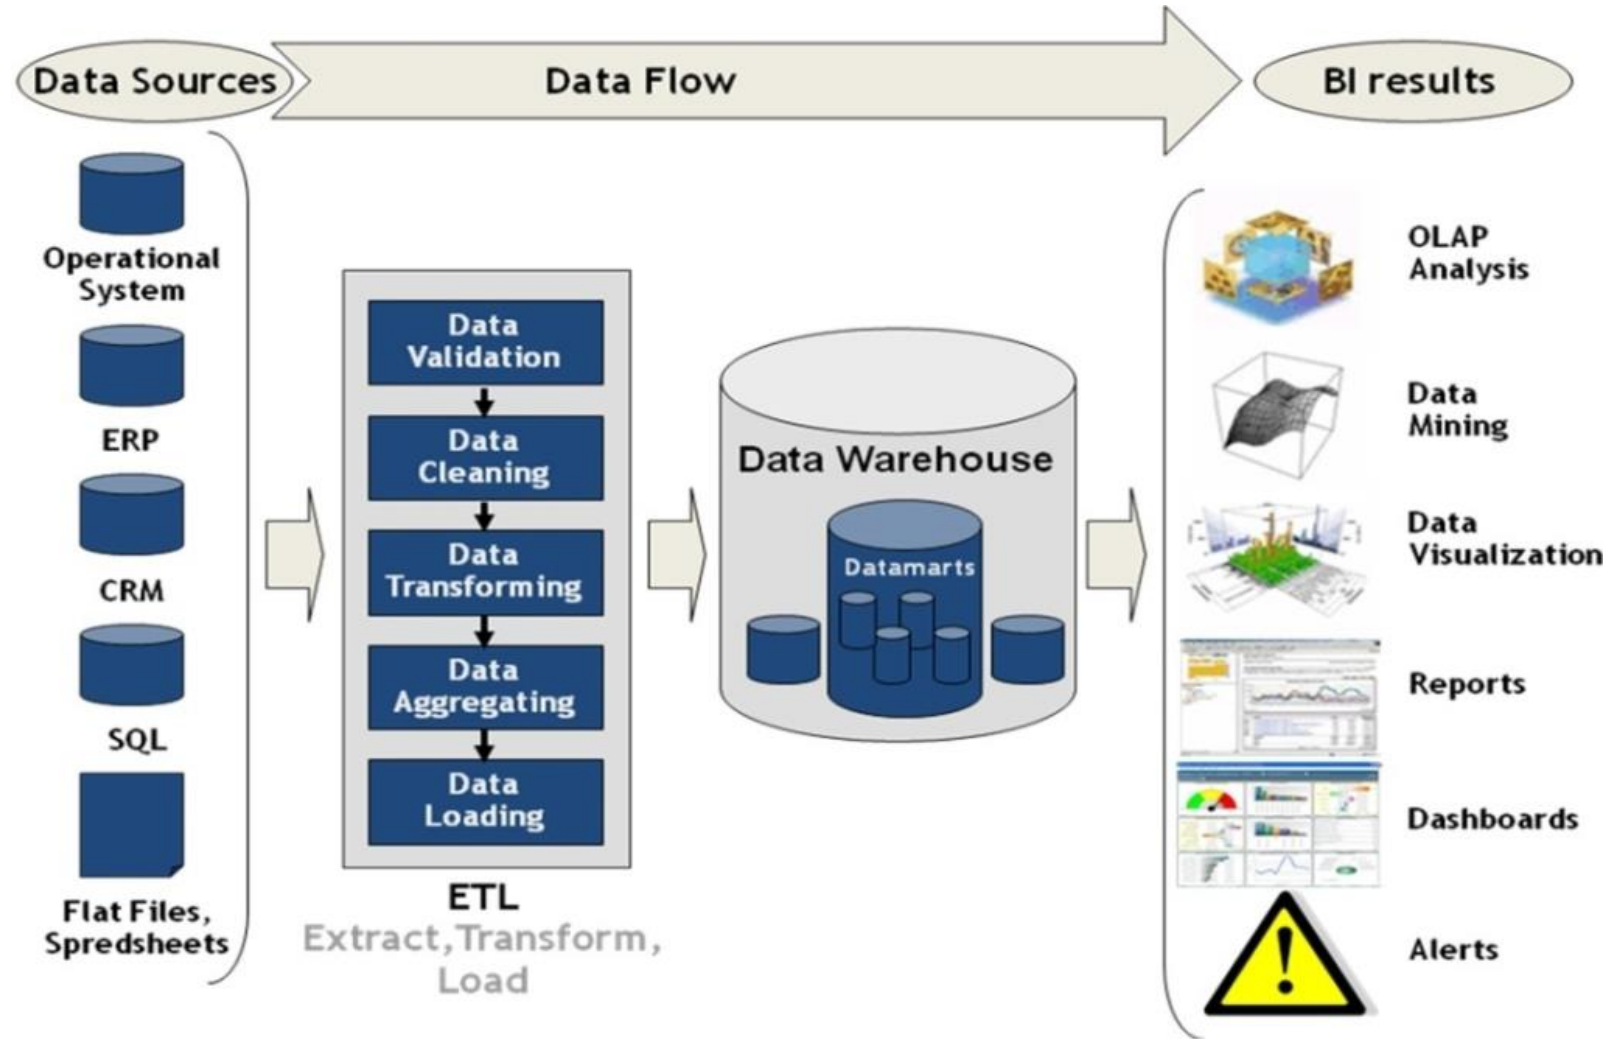 Data Sources
Data Flow
BI results
Operational
System
ERP
CRM
SQL
Flat Files,
Spredsheets
Data
Validation
Data
Cleaning
Data
Transforming
Data
Aggregating
Data
Loading
ETL
Extract,Transform,
Load
Data Warehouse
Datamarts
OLAP
Analysis
Data
Mining
Data
Visualization
Reports
Dashboards
Alerts